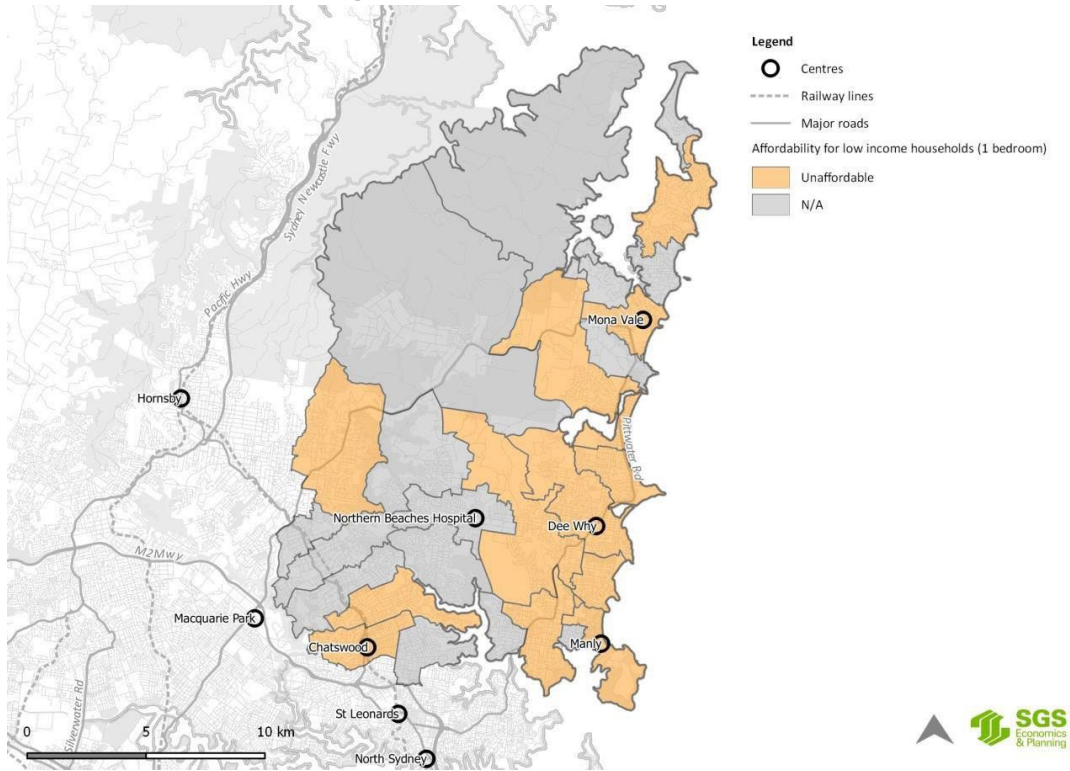 Legend
Centres
Railway lines
Major roads
Affordability for low income households (1 bedroom)
Unaffordable
N/A
Sydney Newcastle Fwy
Pacific Hwy
Mona Vale
Hornsby
Pittwater Rd
Northern Beaches Hospital
Dee Why
M2Mwy
Macquarie Park
Chatswood
Manly
St Leonards
Silverwater Rd
0 5 10 km
North Sydney
SGS
Economics
& Planning